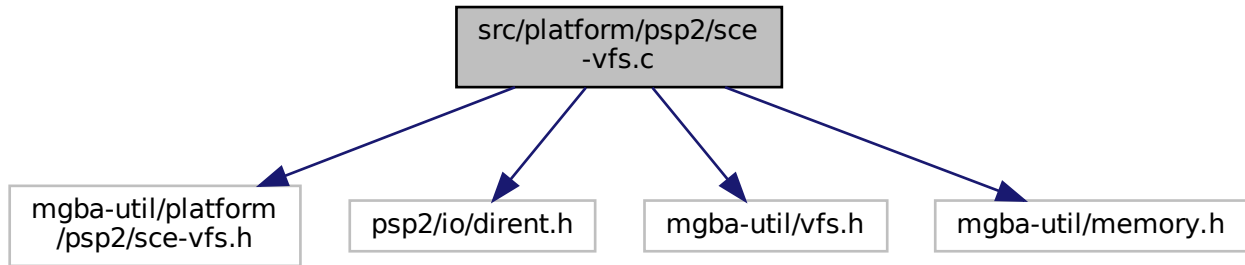 src/platform/psp2/sce
-vfs.c
mgba-util/platform
/psp2/sce-vfs.h
psp2/io/dirent.h
mgba-util/vfs.h
mgba-util/memory.h